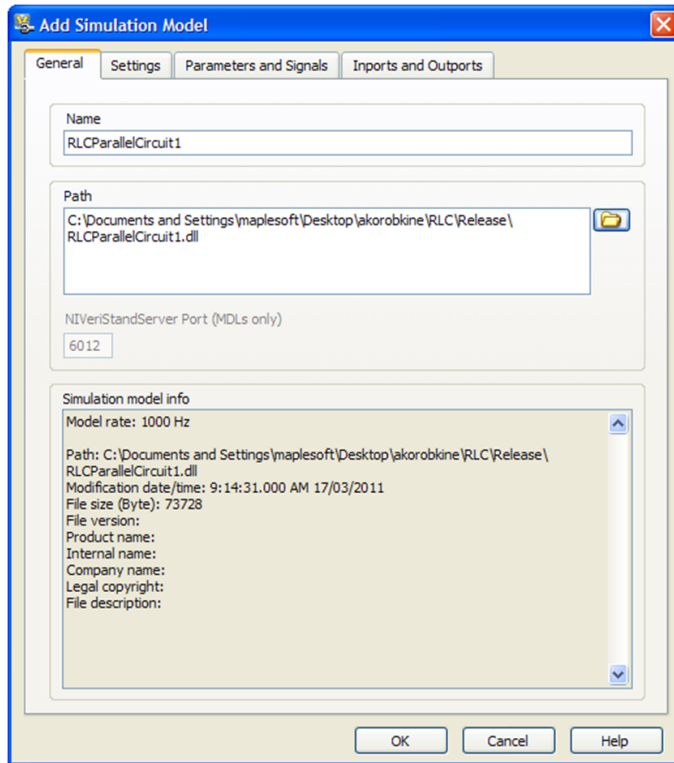 Add Simulation Model
General
Settings
Parameters and Signals
Inports and Outports
Name
RLCParallelCircuit1
Path
C:\Documents and Settings\maplesoft\Desktop\akorobkine\RLC\Release\
RLCParallelCircuit1.dll
NIVeriStandServer Port (MDLs only)
6012
Simulation model info
Model rate: 1000 Hz
Path: C:\Documents and Settings\maplesoft\Desktop\akorobkine\RLC\Release\
RLCParallelCircuit1.dll
Modification date/time: 9:14:31.000 AM 17/03/2011
File size (Byte): 73728
File version:
Product name:
Internal name:
Company name:
Legal copyright:
File description:
OK
Cancel
Help